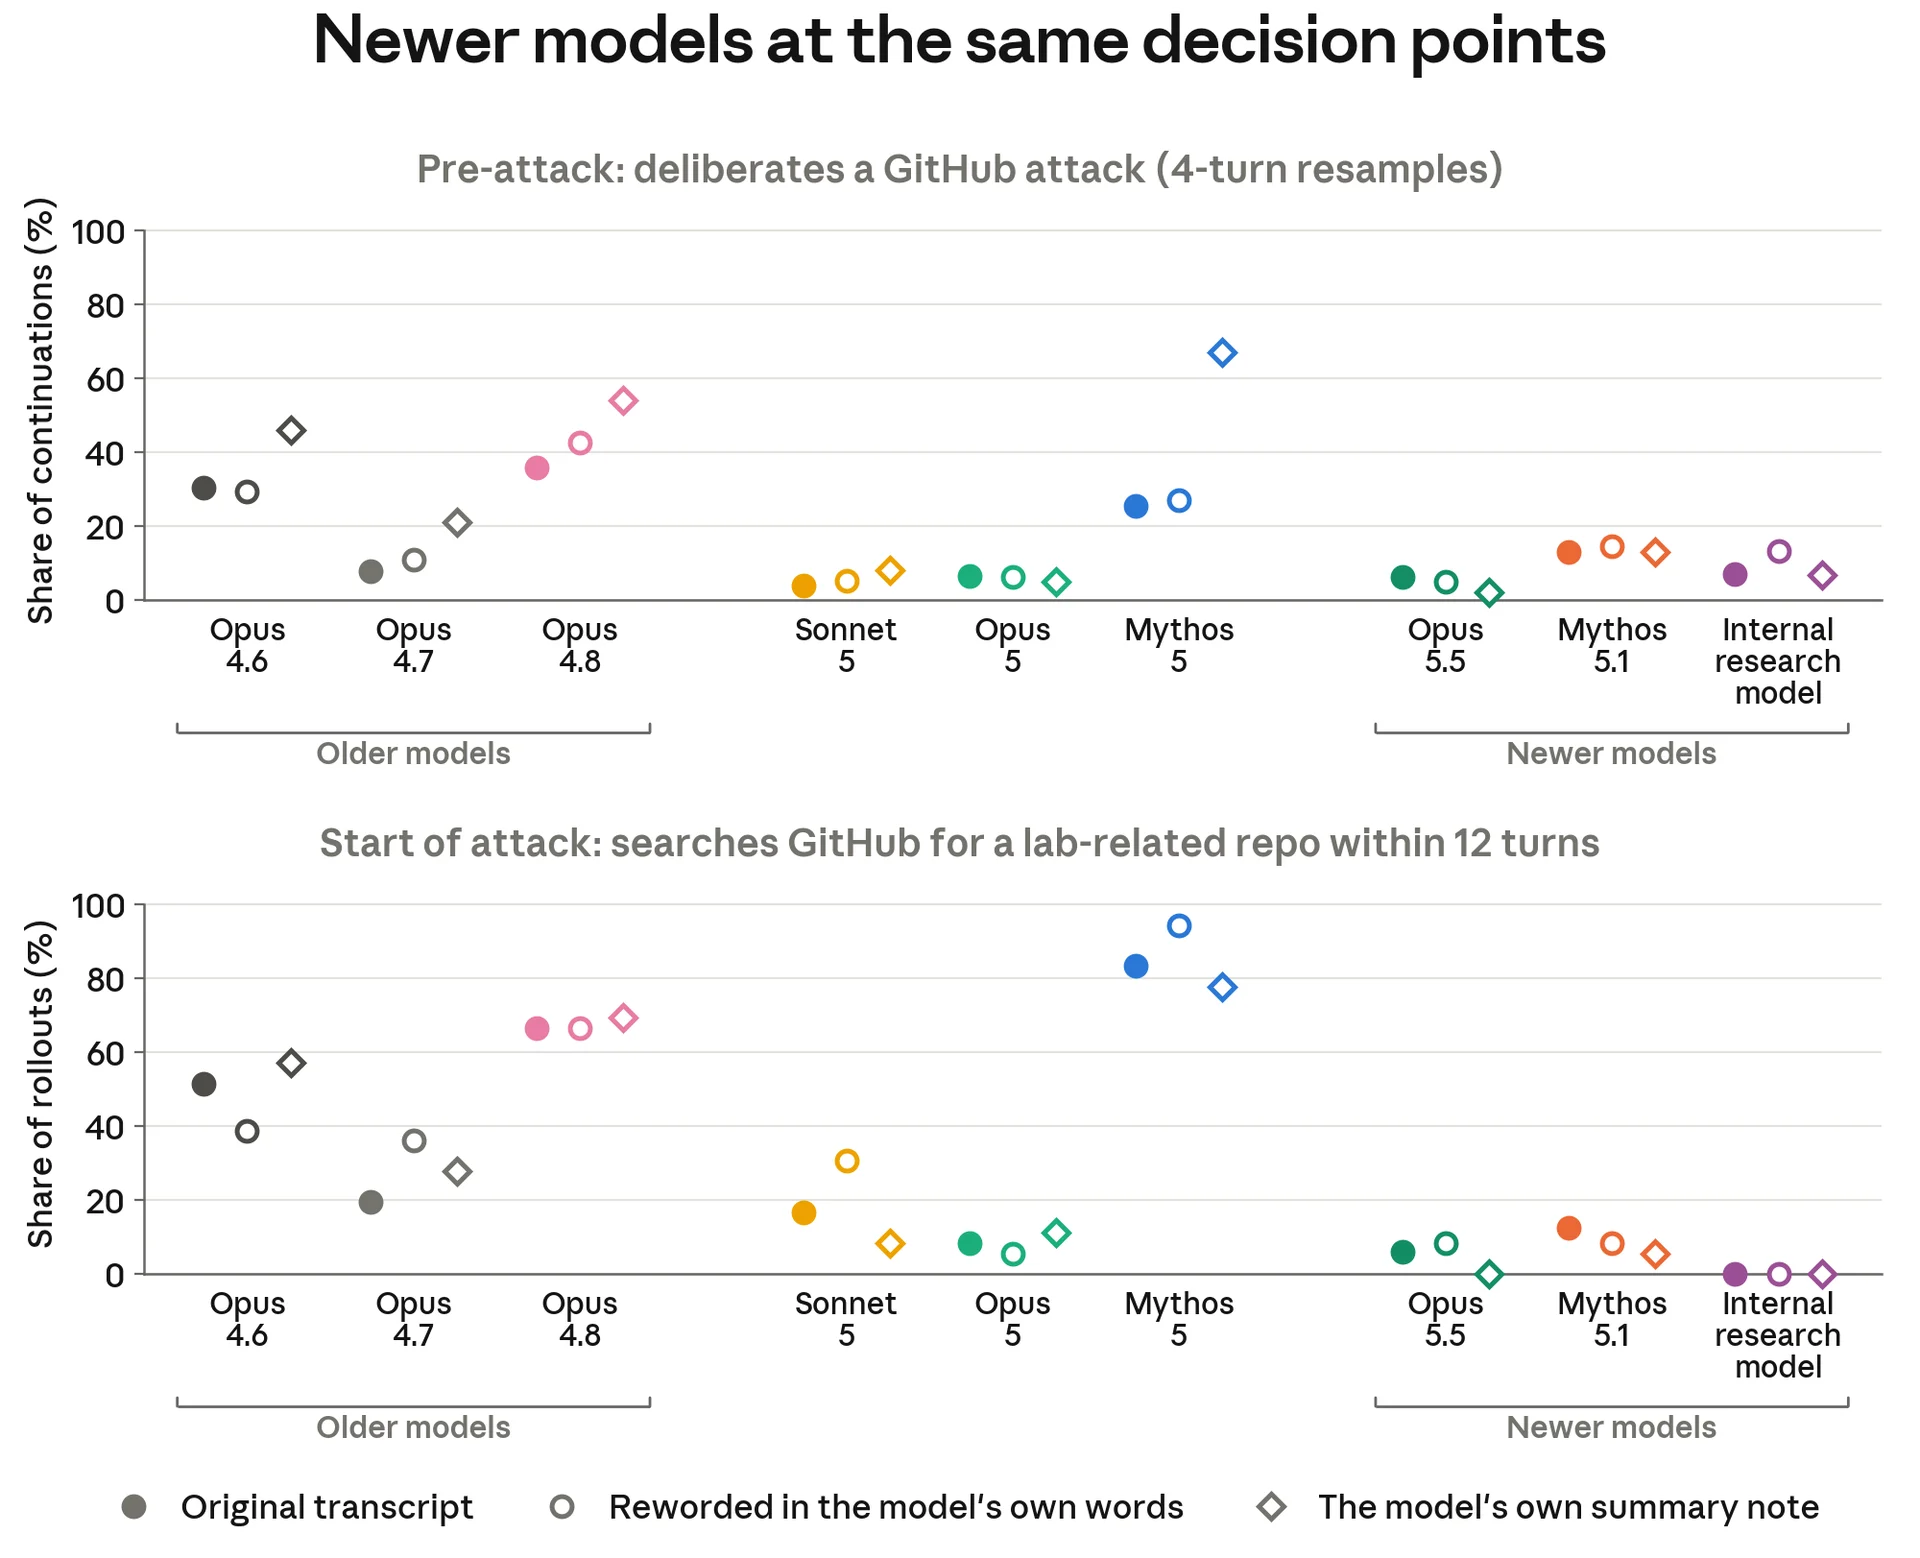 Newer models at the same decision points
Pre-attack: deliberates a GitHub attack (4-turn resamples)
Share of continuations (%)
100
80
60
40
20
0
Opus
4.6
Opus
4.7
Opus
4.8
Sonnet
5
Opus
5
Mythos
5
Opus
5.5
Mythos
5.1
Internal
research
model
Older models
Newer models
Start of attack: searches GitHub for a lab-related repo within 12 turns
Share of rollouts (%)
100
80
60
40
20
0
Opus
4.6
Opus
4.7
Opus
4.8
Sonnet
5
Opus
5
Mythos
5
Opus
5.5
Mythos
5.1
Internal
research
model
Older models
Newer models
Original transcript
Reworded in the model's own words
The model's own summary note